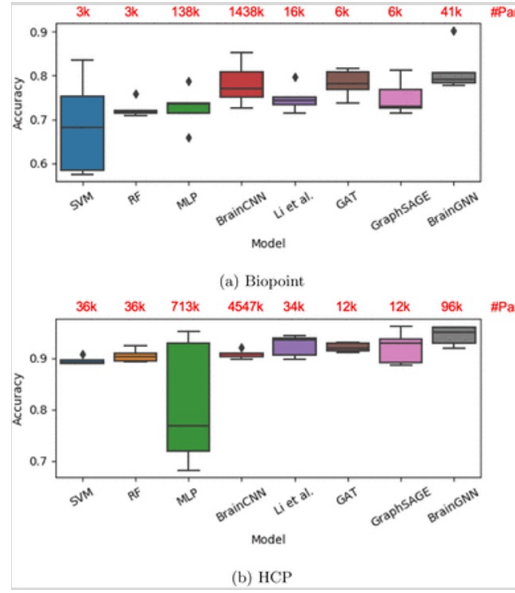 3k 3k 138k 1438k 16k 6k 6k 41k #Pa
0.9
0.8
0.7
0.6
Accuracy
SVM RF MLP BrainCNN Li et al. GAT GraphSAGE BrainGNN
Model
(a) Biopoint
36k 36k 713k 4547k 34k 12k 12k 96k #Pa
0.9
0.8
0.7
Accuracy
SVM RF MLP BrainCNN Li et al. GAT GraphSAGE BrainGNN
Model
(b) HCP